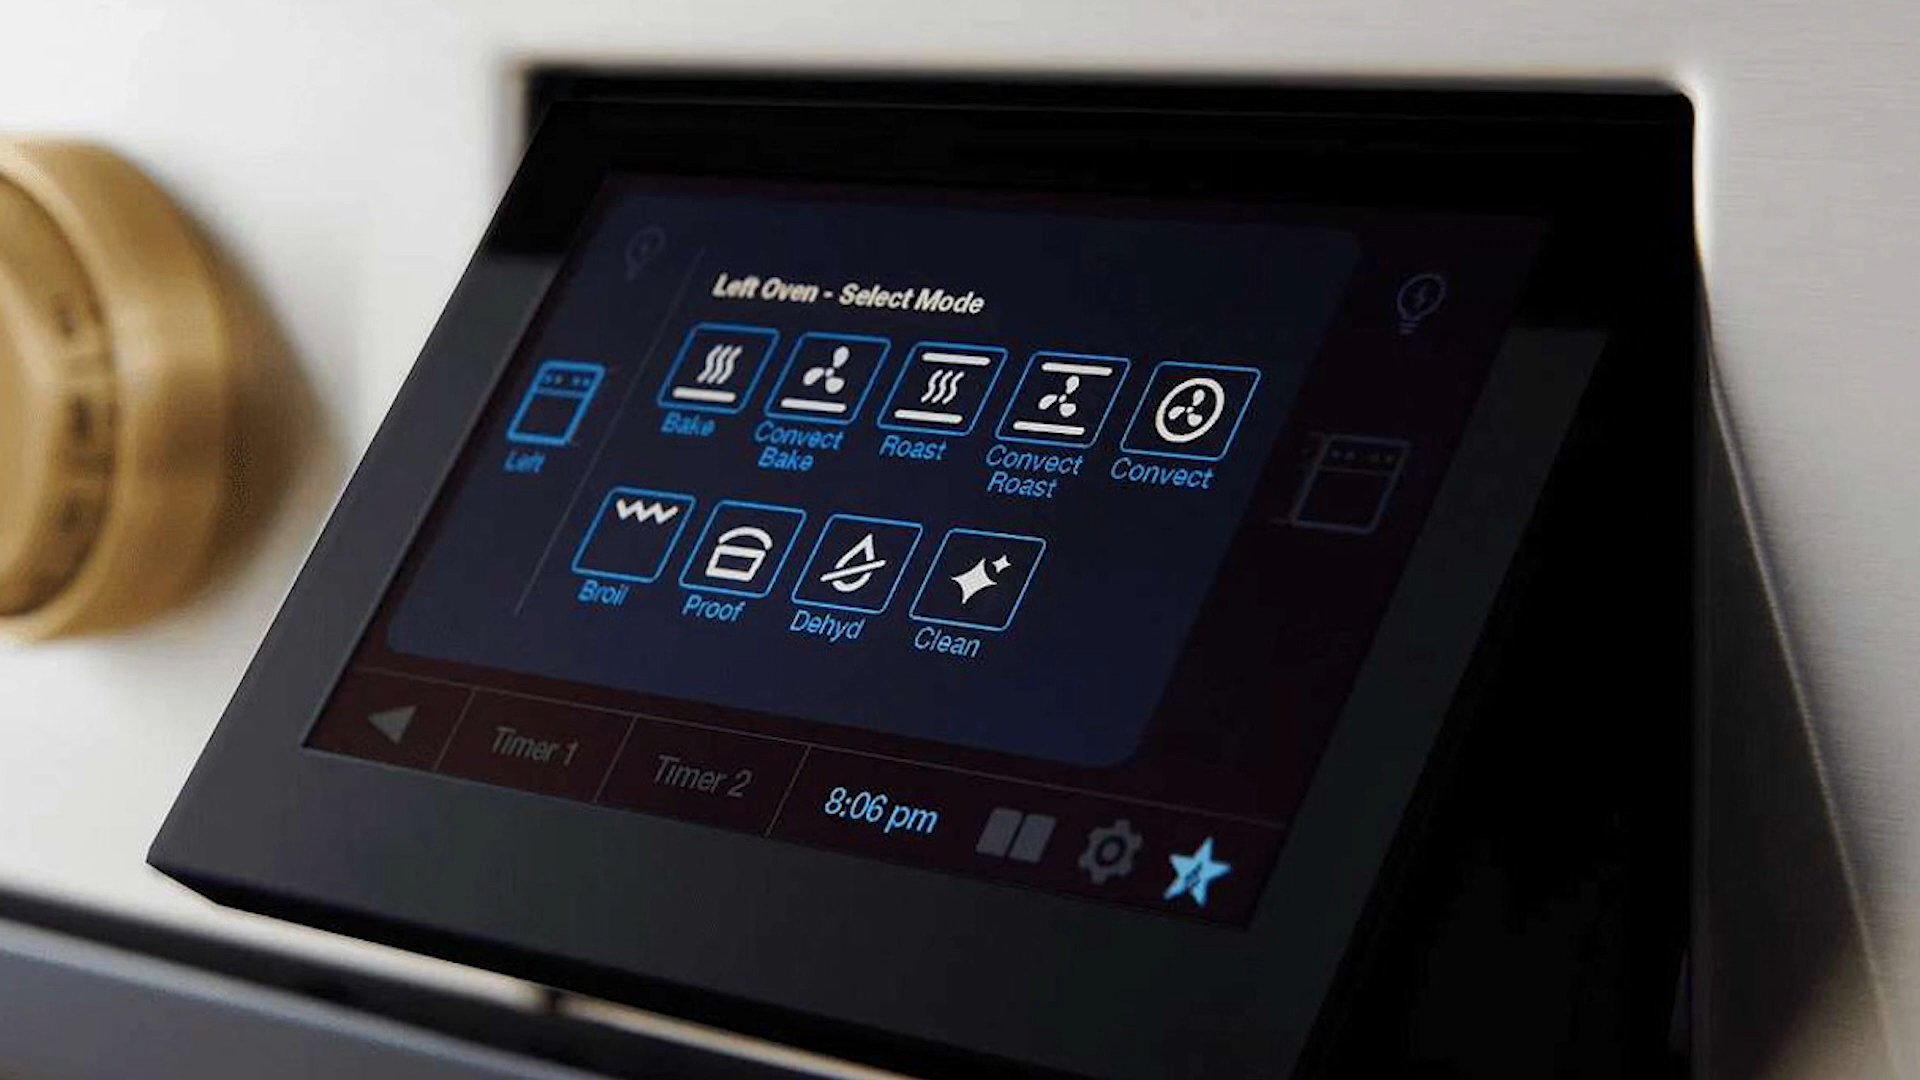 Left Oven - Select Mode
Left
Bake
Convect
Bake
Roast
Convect
Roast
Convect
Broil
Proof
Dehyd
Clean
Timer 1
Timer 2
8:06 pm